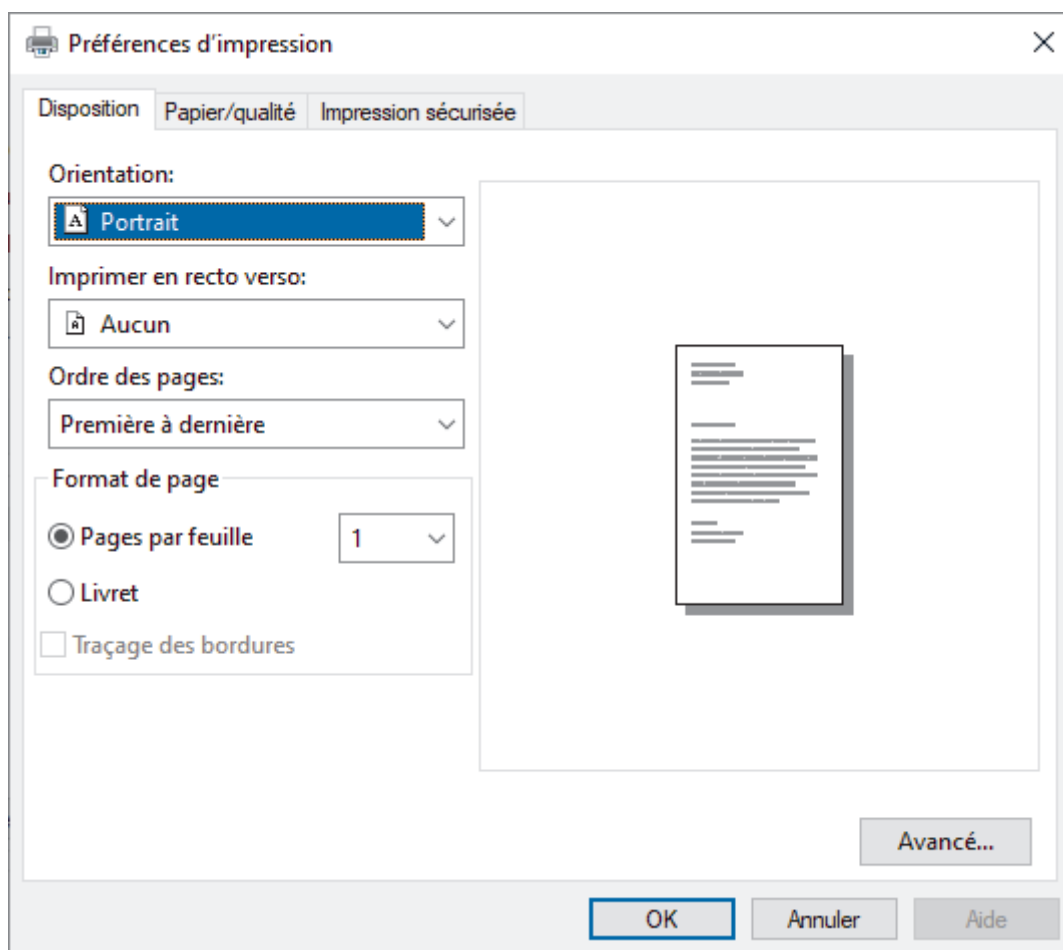 Préférences d'impression
Disposition Papier/qualité Impression sécurisée
Orientation:
Portrait
Imprimer en recto verso:
Aucun
Ordre des pages:
Première à dernière
Format de page
Pages par feuille 1
Livret
Traçage des bordures
Avancé...
OK Annuler Aide